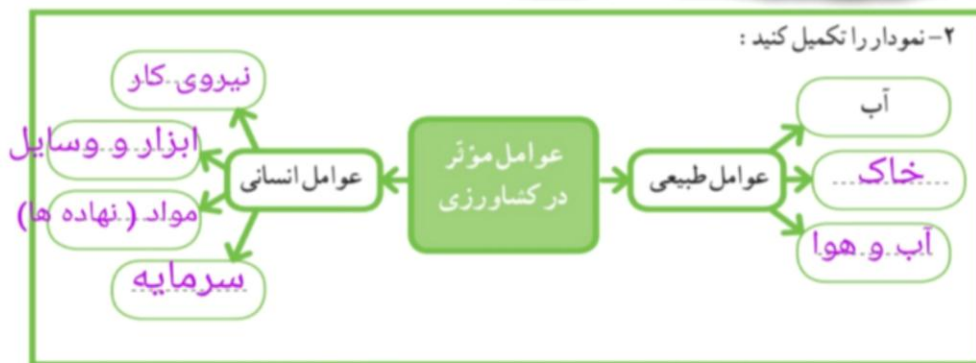 ۲- نمودار را تکمیل کنید :
آب
خاک
آب و هوا
عوامل طبیعی
عوامل مؤثّر
در کشاورزی
عوامل انسانی
نیروی کار
ابزار و وسایل
مواد ( نهاده ها)
سرمایه